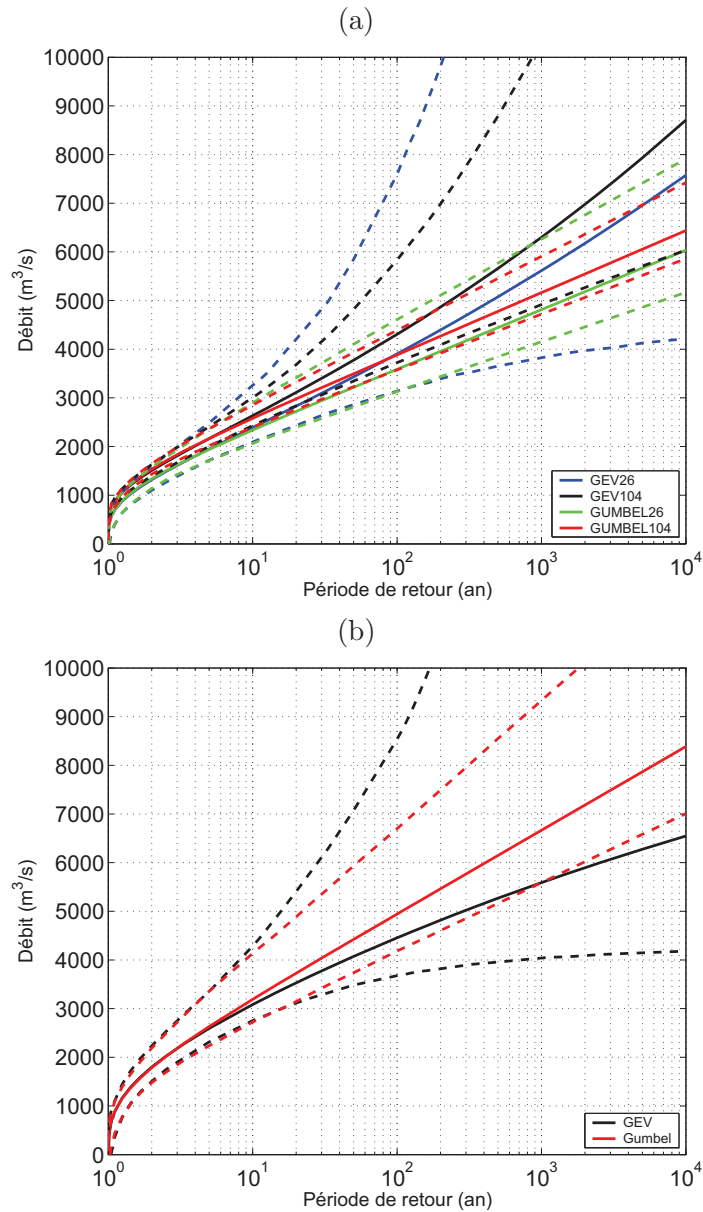 (a)
10000
9000
8000
7000
6000
5000
4000
3000
2000
1000
0
Débit (m³/s)
10⁰ 10¹ 10² 10³ 10⁴
Période de retour (an)
GEV26
GEV104
GUMBEL26
GUMBEL104
(b)
10000
9000
8000
7000
6000
5000
4000
3000
2000
1000
0
Débit (m³/s)
10⁰ 10¹ 10² 10³ 10⁴
Période de retour (an)
GEV
Gumbel